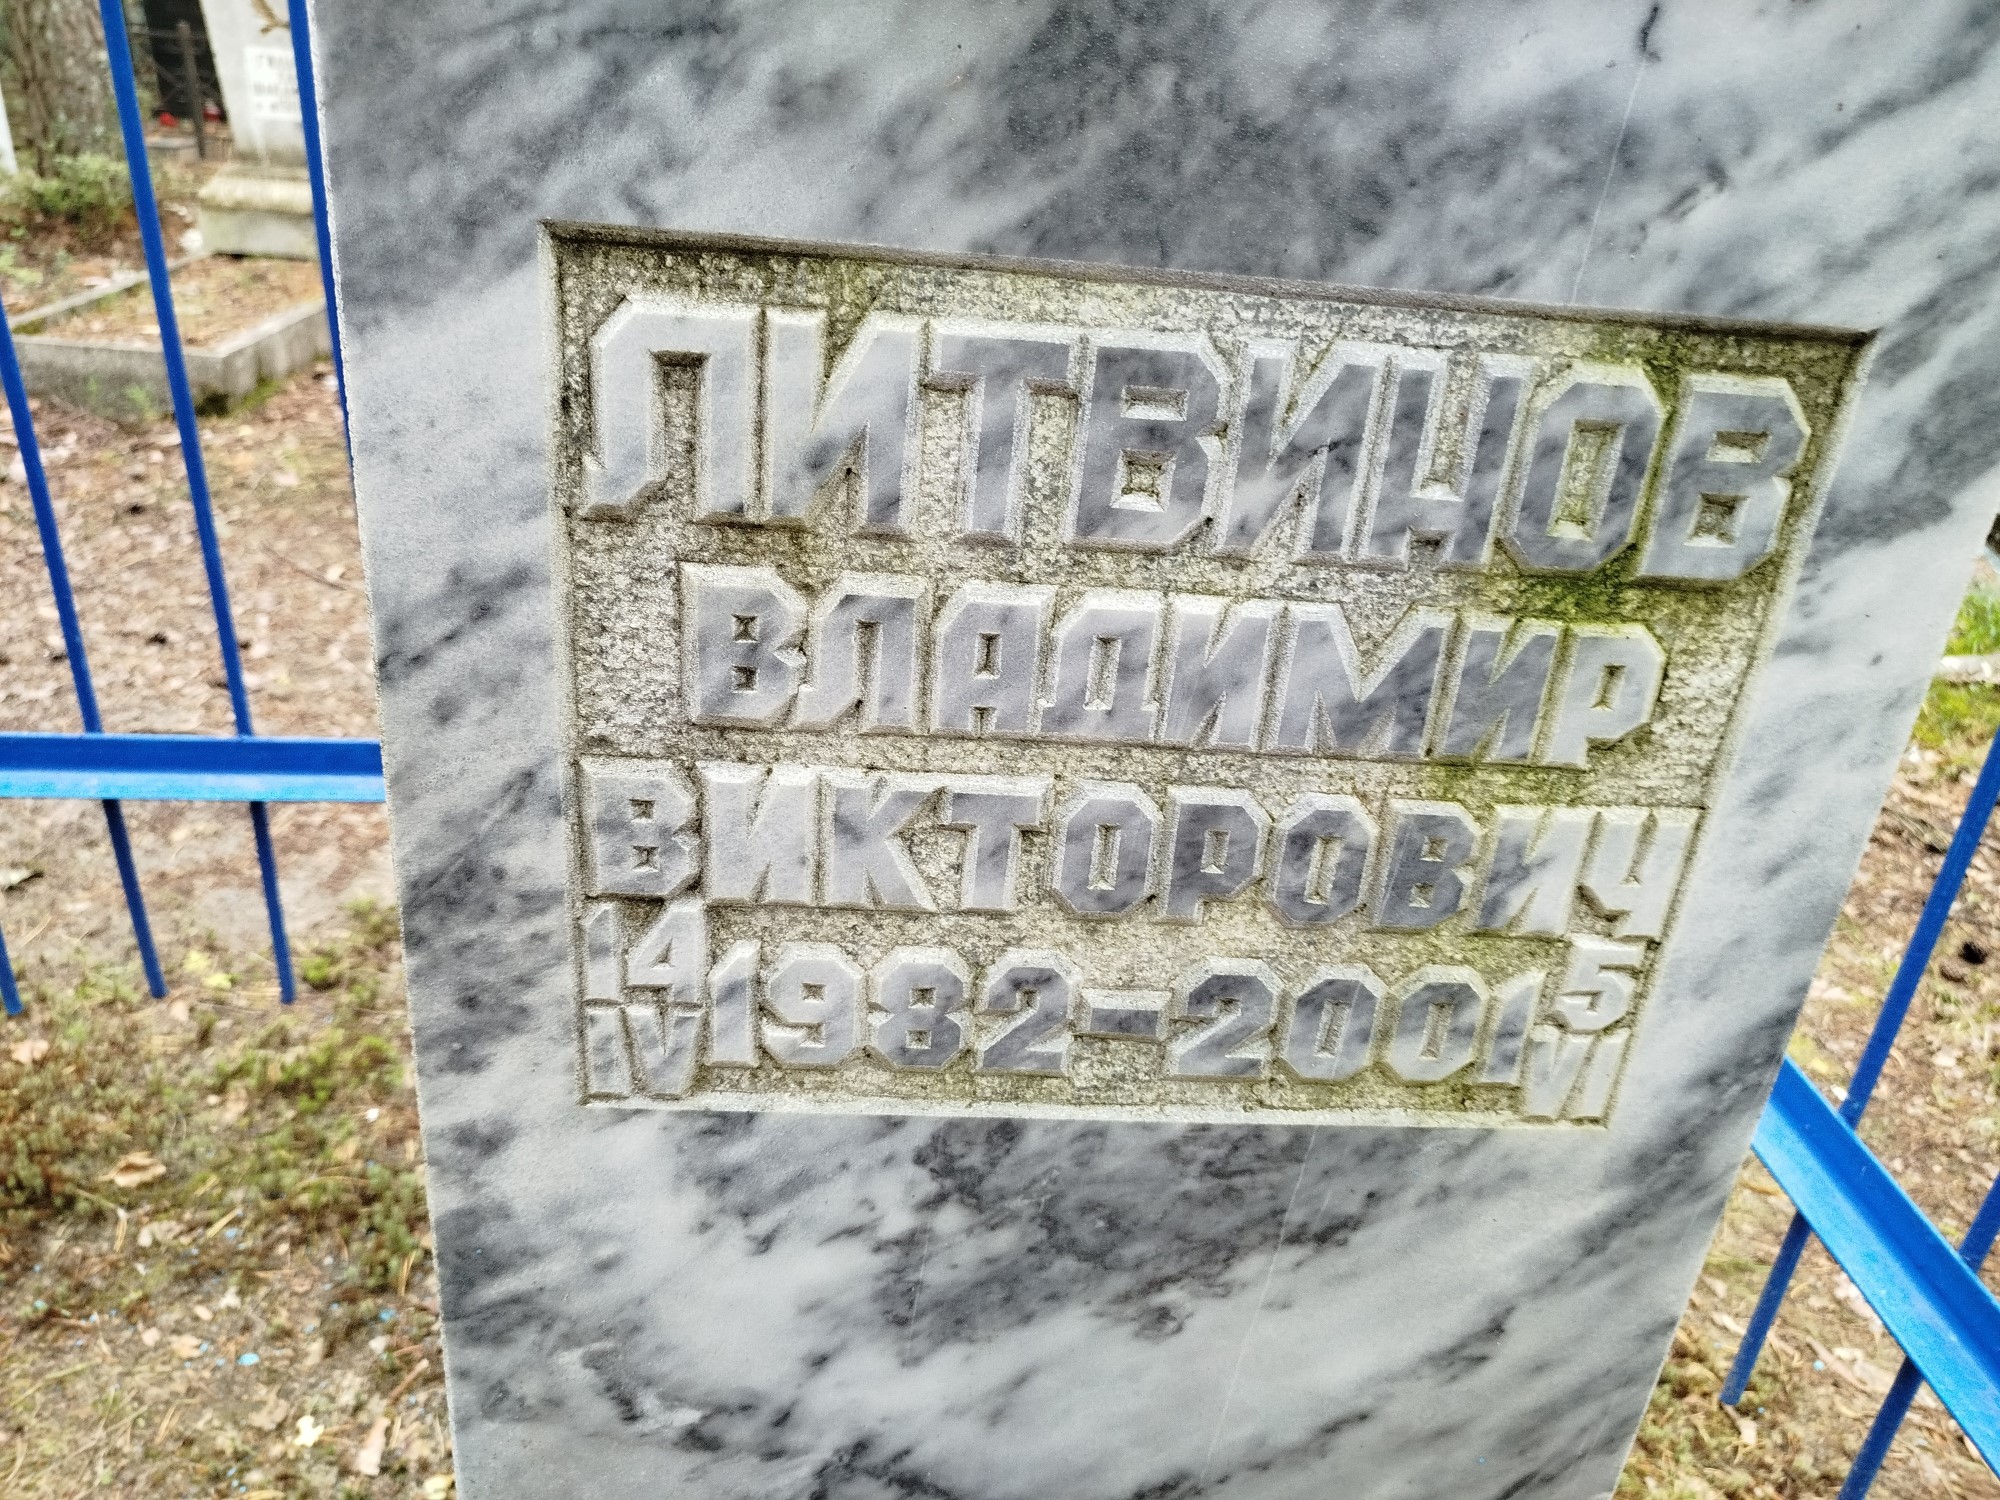 ЛИТВИНОВ
ВЛАДИМИР
ВИКТОРОВИЧ
14 IV 1982-2001 5 VI